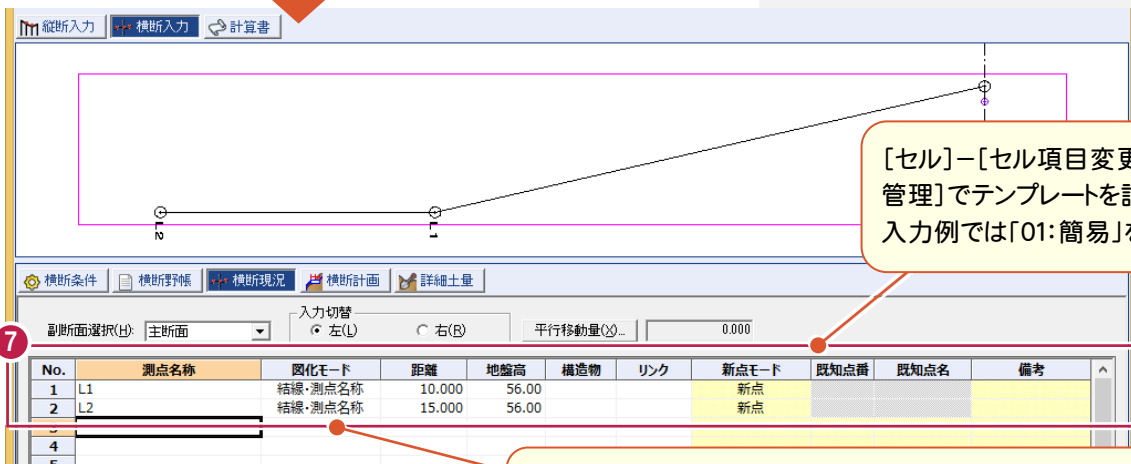 縦断入力 横断入力 計算書
L2 L1
[セル]－[セル項目変更
管理]でテンプレートを
入力例では「01:簡易」を
横断条件 横断野帳 横断現況 横断計画 詳細土量
入力切替
副断面選択(H): 主断面 左(L) 右(R) 平行移動量(X)... 0.000
7
No. 測点名称 図化モード 距離 地盤高 構造物 リンク 新点モード 既知点番 既知点名 備考
1 L1 結線･測点名称 10.000 56.00 新点
2 L2 結線･測点名称 15.000 56.00 新点
3
4
5